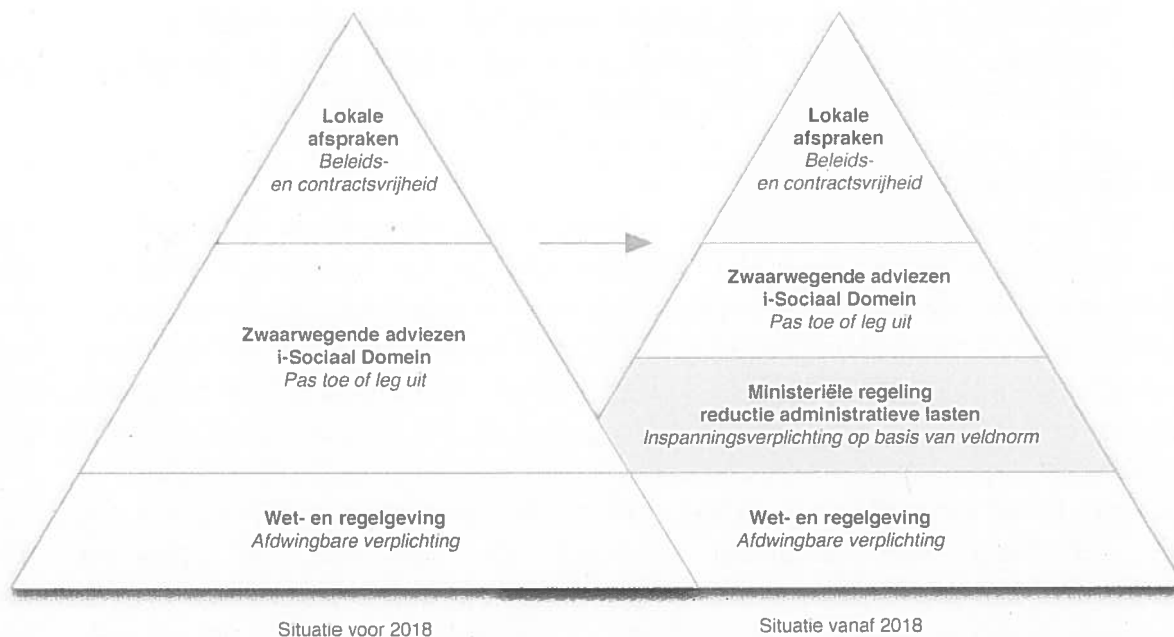 Lokale
afspraken
Beleids-
en contractsvrijheid
Zwaarwegende adviezen
i-Sociaal Domein
Pas toe of leg uit
Wet- en regelgeving
Afdwingbare verplichting
Situatie voor 2018
Lokale
afspraken
Beleids-
en contractsvrijheid
Zwaarwegende adviezen
i-Sociaal Domein
Pas toe of leg uit
Ministeriële regeling
reductie administratieve lasten
Inspanningsverplichting op basis van veldnorm
Wet- en regelgeving
Afdwingbare verplichting
Situatie vanaf 2018